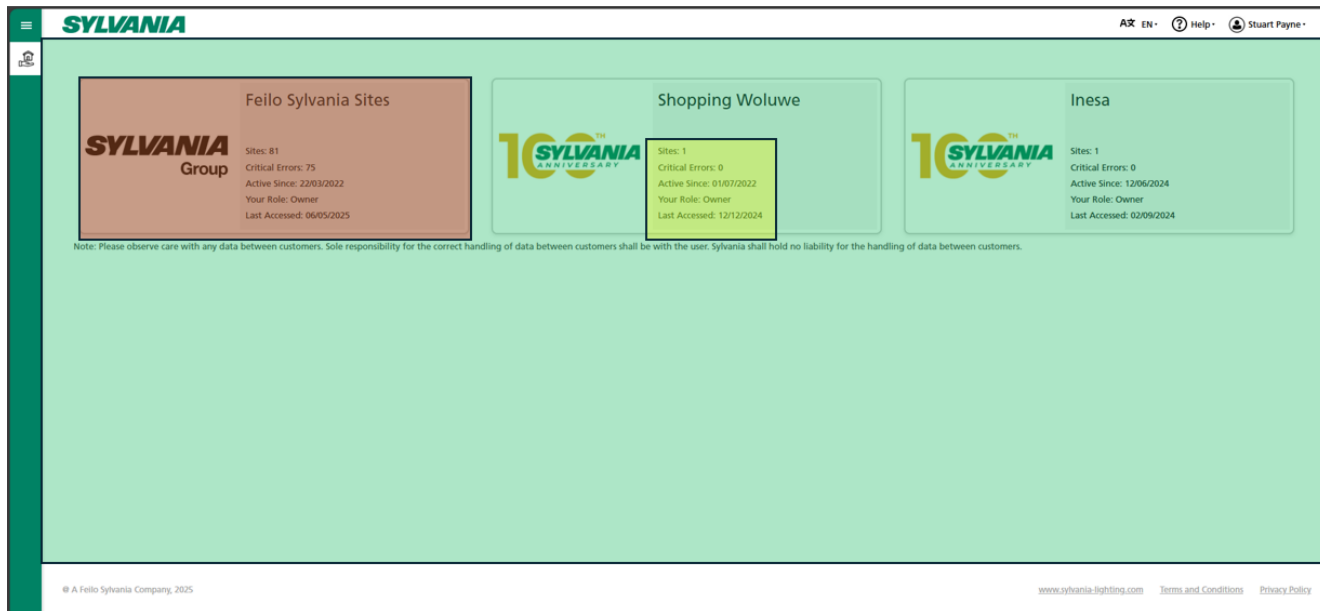 SYLVANIA
EN
Help
Stuart Payne
Feilo Sylvania Sites
SYLVANIA
Group
Sites: 81
Critical Errors: 75
Active Since: 22/03/2022
Your Role: Owner
Last Accessed: 06/05/2025
Shopping Woluwe
100TH
SYLVANIA
ANNIVERSARY
Sites: 1
Critical Errors: 0
Active Since: 01/07/2022
Your Role: Owner
Last Accessed: 12/12/2024
Inesa
100TH
SYLVANIA
ANNIVERSARY
Sites: 1
Critical Errors: 0
Active Since: 12/06/2024
Your Role: Owner
Last Accessed: 02/09/2024
Note: Please observe care with any data between customers. Sole responsibility for the correct handling of data between customers shall be with the user. Sylvania shall hold no liability for the handling of data between customers.
© A Feilo Sylvania Company, 2025
www.sylvania-lighting.com
Terms and Conditions
Privacy Policy